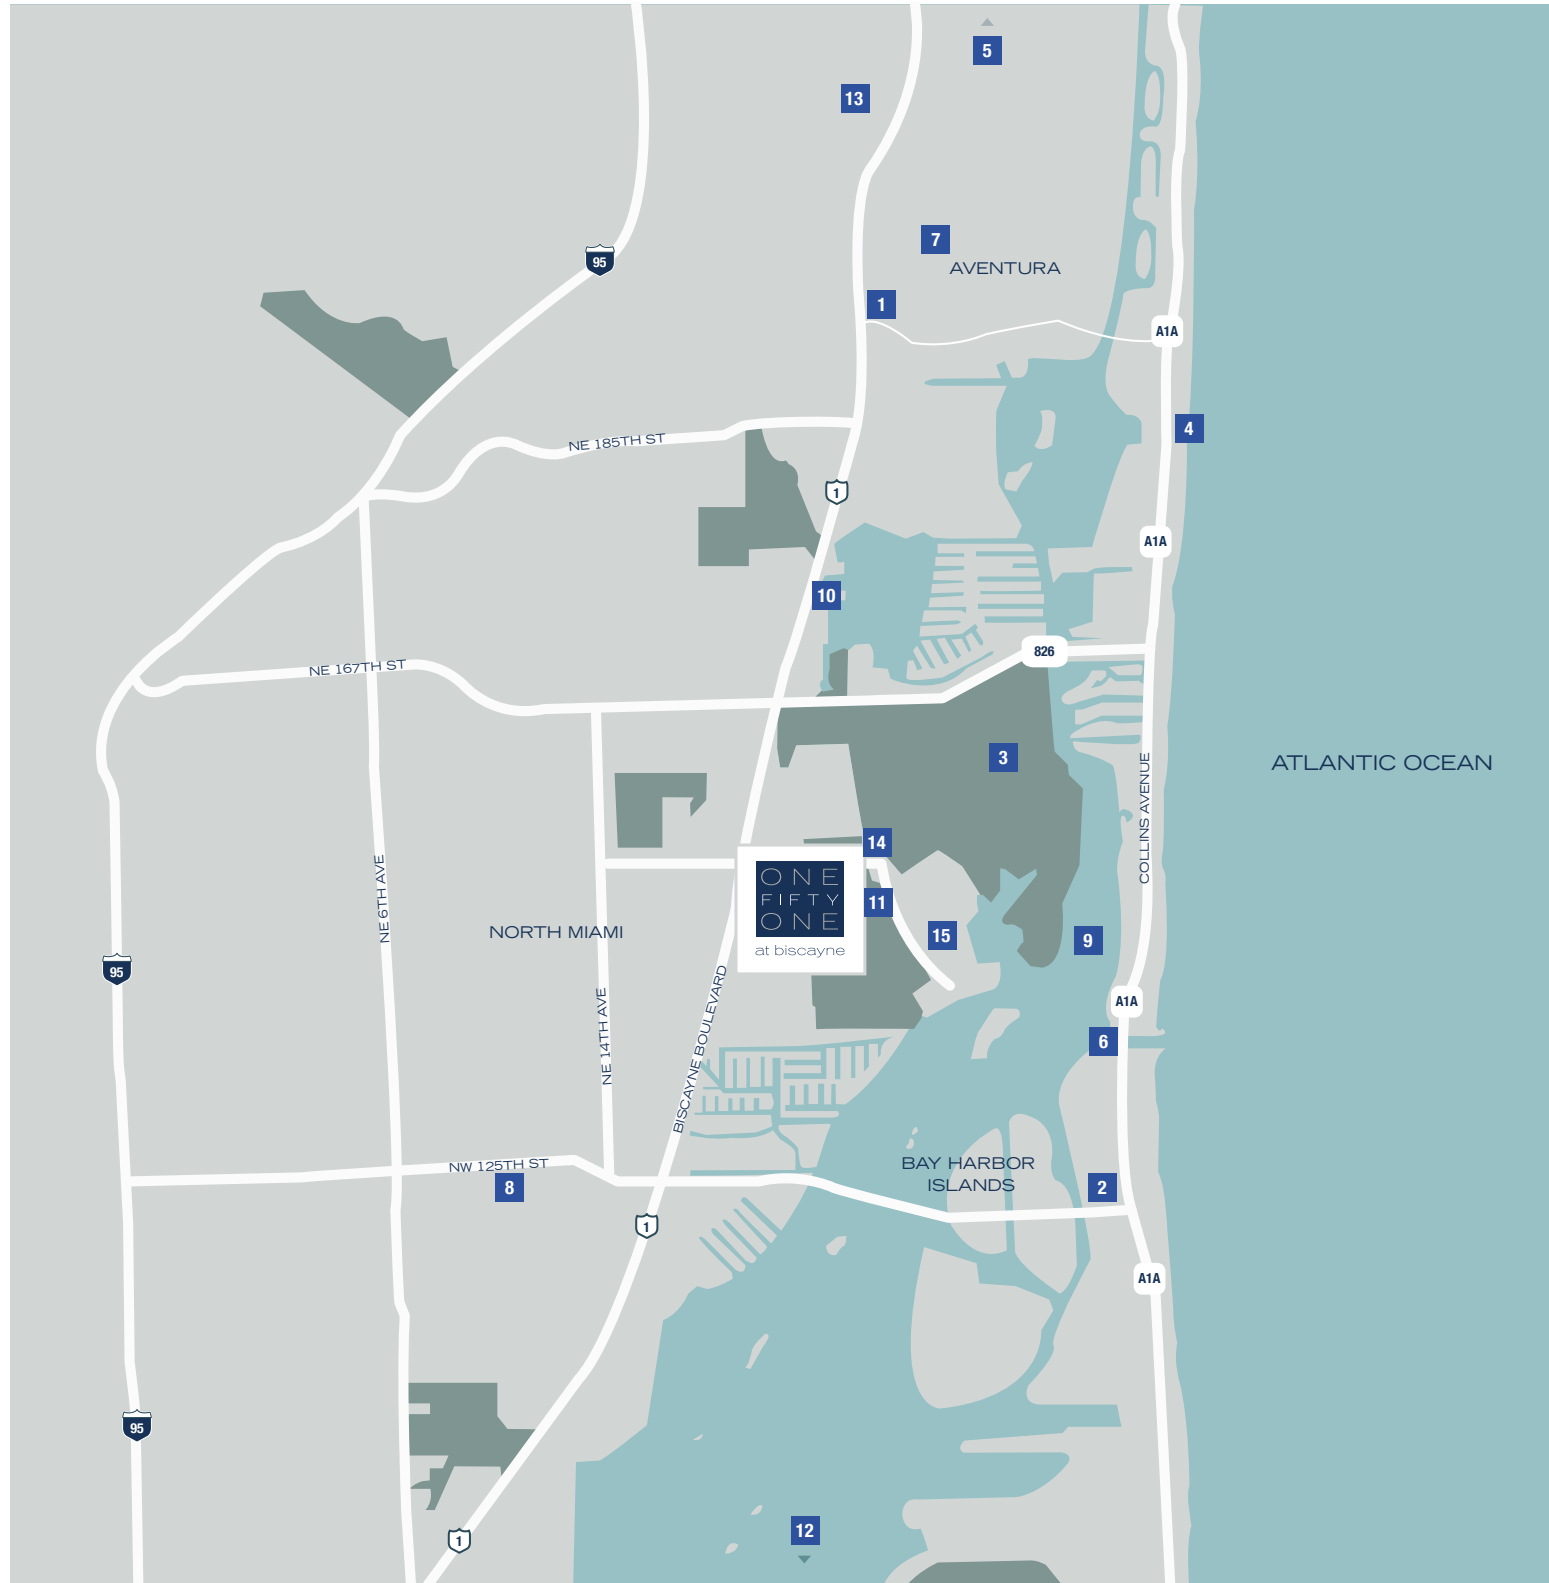 5
13
7
AVENTURA
95
1
A1A
4
NE 185TH ST
1
A1A
10
826
NE 167TH ST
3
ATLANTIC OCEAN
COLLINS AVENUE
14
ONE
FIFTY
ONE
at biscayne
11
15
9
NE 6TH AVE
NORTH MIAMI
95
A1A
NE 14TH AVE
BISCAYNE BOULEVARD
6
BAY HARBOR
ISLANDS
NW 125TH ST
8
2
1
A1A
95
12
1